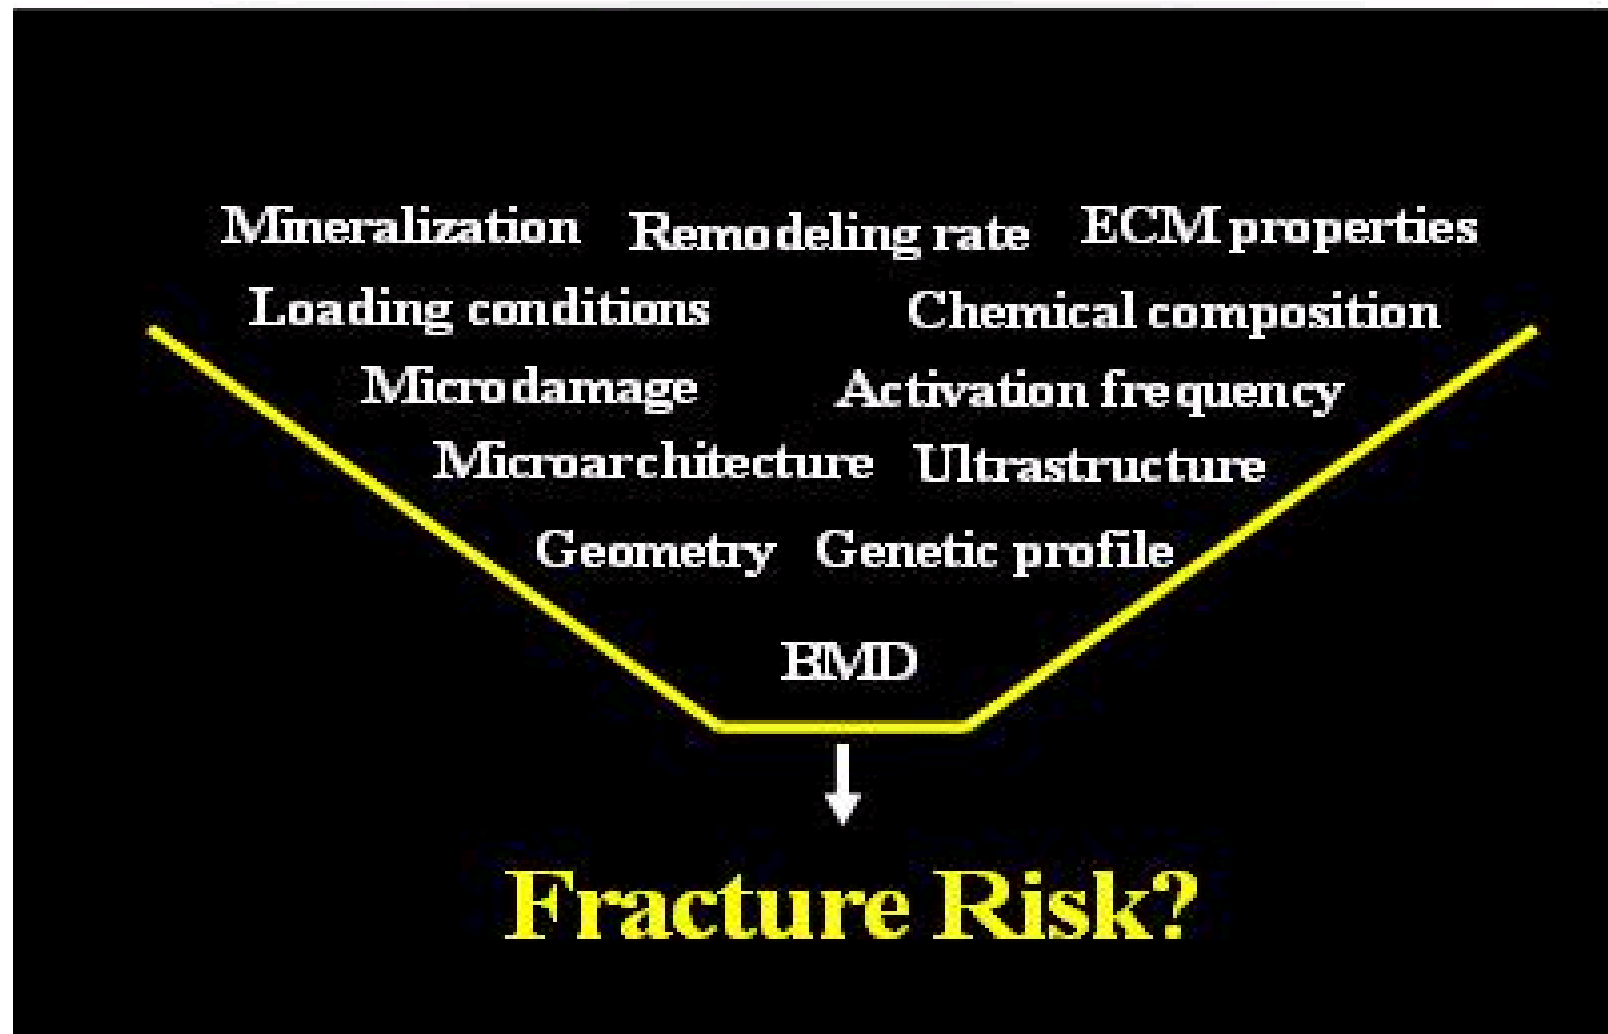 Mineralization Remodeling rate ECM properties
Loading conditions Chemical composition
Microdamage Activation frequency
Microarchitecture Ultrastructure
Geometry Genetic profile
BMD
Fracture Risk?